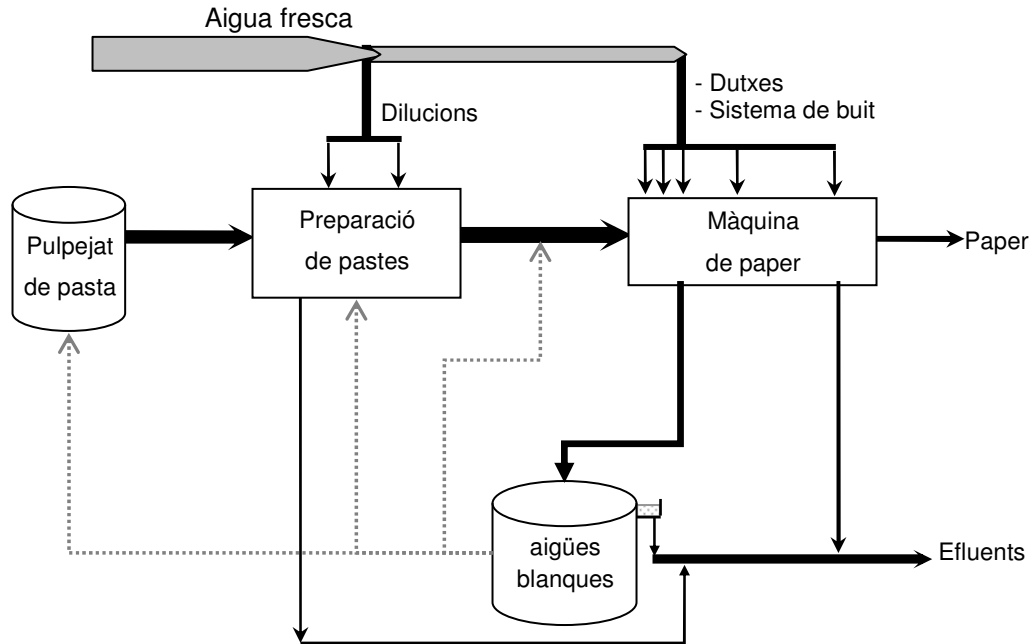 Aigua fresca
- Dutxes
- Sistema de buit
Dilucions
Pulpejat
de pasta
Preparació
de pastes
Màquina
de paper
Paper
aigües
blanques
Efluents